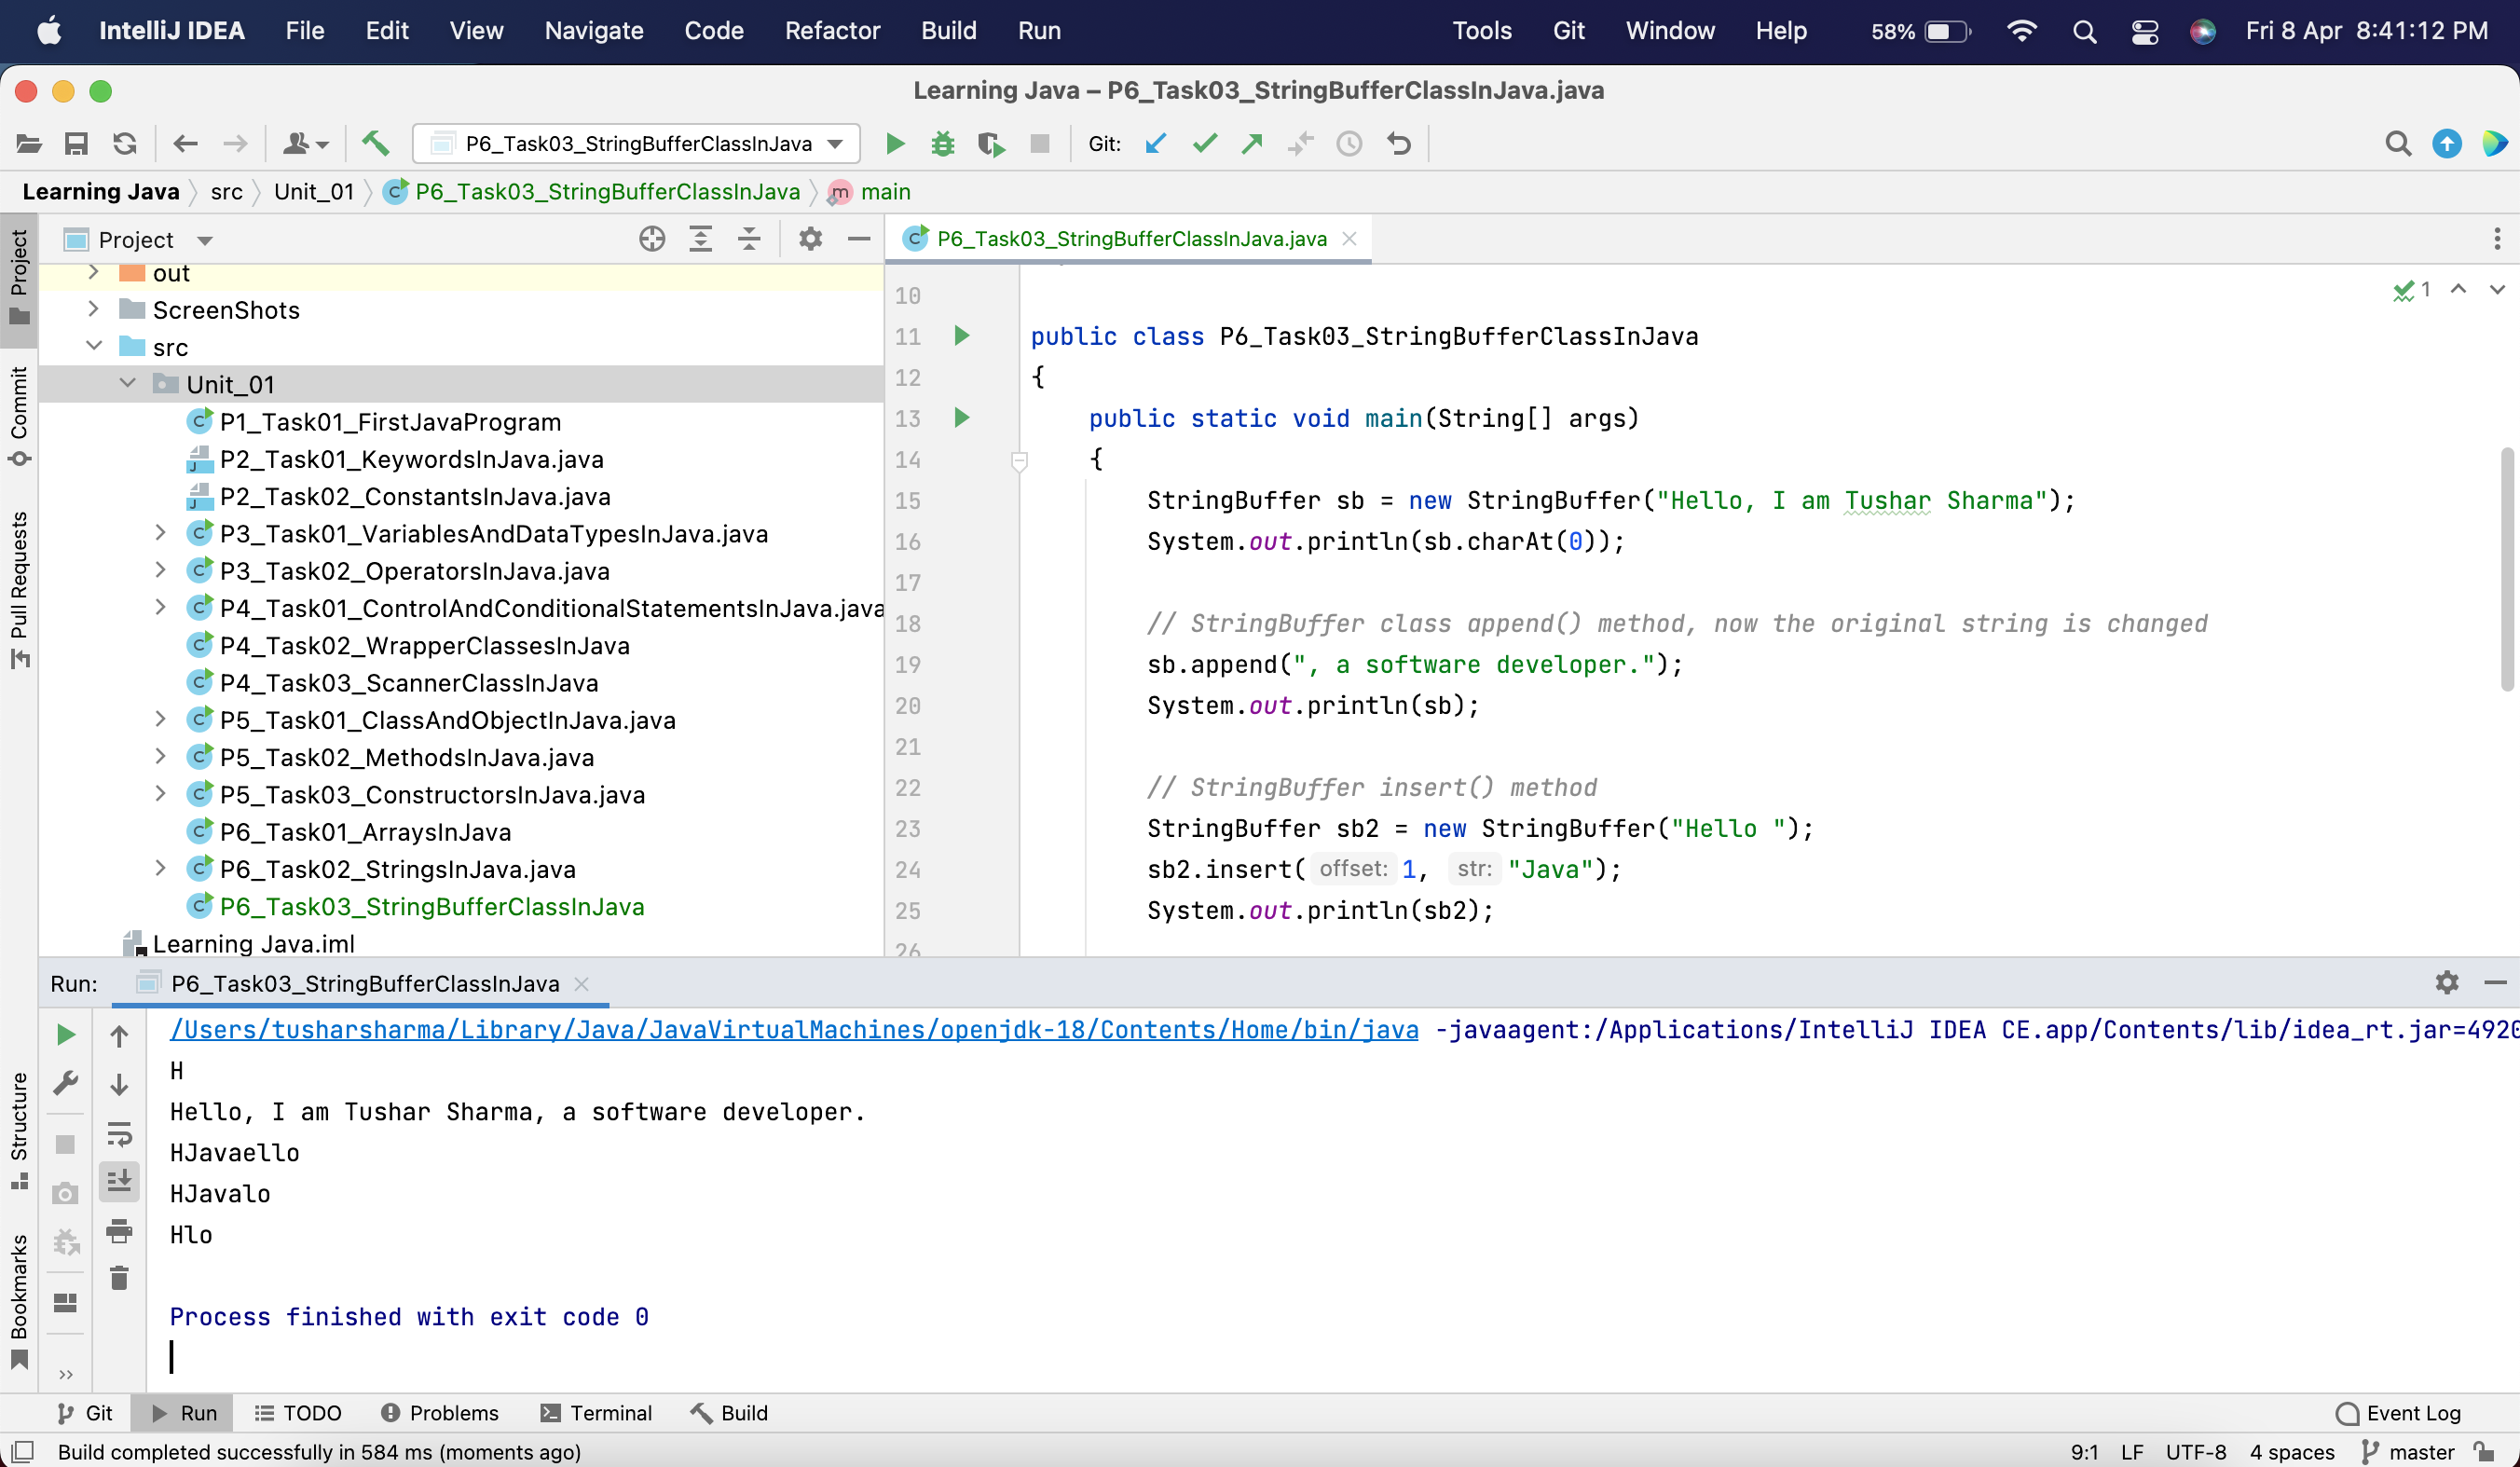 IntelliJ IDEA File Edit View Navigate Code Refactor Build Run Tools Git Window Help 58% Fri 8 Apr 8:41:12 PM
Learning Java – P6_Task03_StringBufferClassInJava.java
P6_Task03_StringBufferClassInJava Git:
Learning Java src Unit_01 P6_Task03_StringBufferClassInJava main
Project
Commit
Pull Requests
Structure
Bookmarks
Project
out
ScreenShots
src
Unit_01
P1_Task01_FirstJavaProgram
P2_Task01_KeywordsInJava.java
P2_Task02_ConstantsInJava.java
P3_Task01_VariablesAndDataTypesInJava.java
P3_Task02_OperatorsInJava.java
P4_Task01_ControlAndConditionalStatementsInJava.java
P4_Task02_WrapperClassesInJava
P4_Task03_ScannerClassInJava
P5_Task01_ClassAndObjectInJava.java
P5_Task02_MethodsInJava.java
P5_Task03_ConstructorsInJava.java
P6_Task01_ArraysInJava
P6_Task02_StringsInJava.java
P6_Task03_StringBufferClassInJava
Learning Java.iml
P6_Task03_StringBufferClassInJava.java
1
10
11 public class P6_Task03_StringBufferClassInJava
12 {
13 public static void main(String[] args)
14 {
15 StringBuffer sb = new StringBuffer("Hello, I am Tushar Sharma");
16 System.out.println(sb.charAt(0));
17
18 // StringBuffer class append() method, now the original string is changed
19 sb.append(", a software developer.");
20 System.out.println(sb);
21
22 // StringBuffer insert() method
23 StringBuffer sb2 = new StringBuffer("Hello ");
24 sb2.insert( offset: 1, str: "Java");
25 System.out.println(sb2);
26
Run: P6_Task03_StringBufferClassInJava
/Users/tusharsharma/Library/Java/JavaVirtualMachines/openjdk-18/Contents/Home/bin/java -javaagent:/Applications/IntelliJ IDEA CE.app/Contents/lib/idea_rt.jar=4920
H
Hello, I am Tushar Sharma, a software developer.
HJavaello
HJavalo
Hlo
Process finished with exit code 0
Git Run TODO Problems Terminal Build Event Log
Build completed successfully in 584 ms (moments ago) 9:1 LF UTF-8 4 spaces master